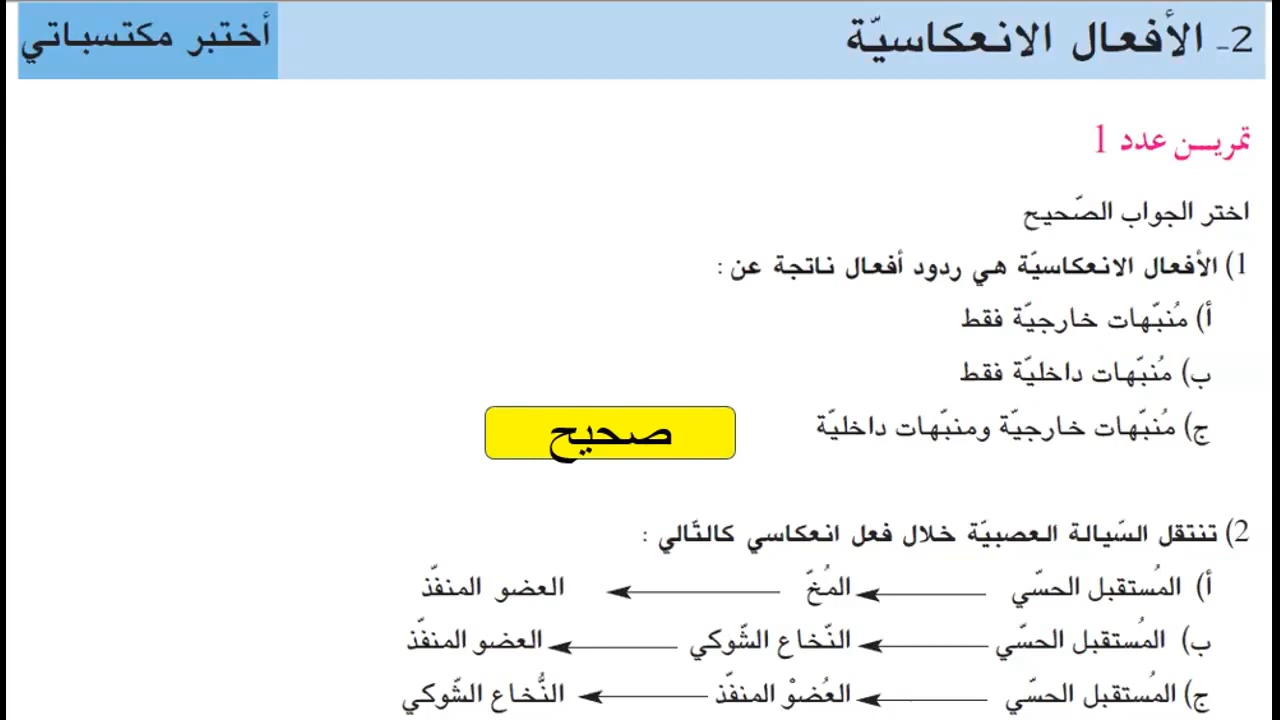 2- الأفعال الانعكاسيّة
أختبر مكتسباتي
تمريـن عدد 1
اختر الجواب الصّحيح
1) الأفعال الانعكاسيّة هي ردود أفعال ناتجة عن :
أ) مُنبّهات خارجيّة فقط
ب) مُنبّهات داخليّة فقط
ج) مُنبّهات خارجيّة ومنبّهات داخليّة
صحيح
2) تنتقل السّيالة العصبيّة خلال فعل انعكاسي كالتّالي :
أ) المُستقبل الحسّي ← المُخّ ← العضو المنفّذ
ب) المُستقبل الحسّي ← النّخاع الشّوكي ← العضو المنفّذ
ج) المُستقبل الحسّي ← العُضوْ المنفّذ ← النُّخاع الشّوكي